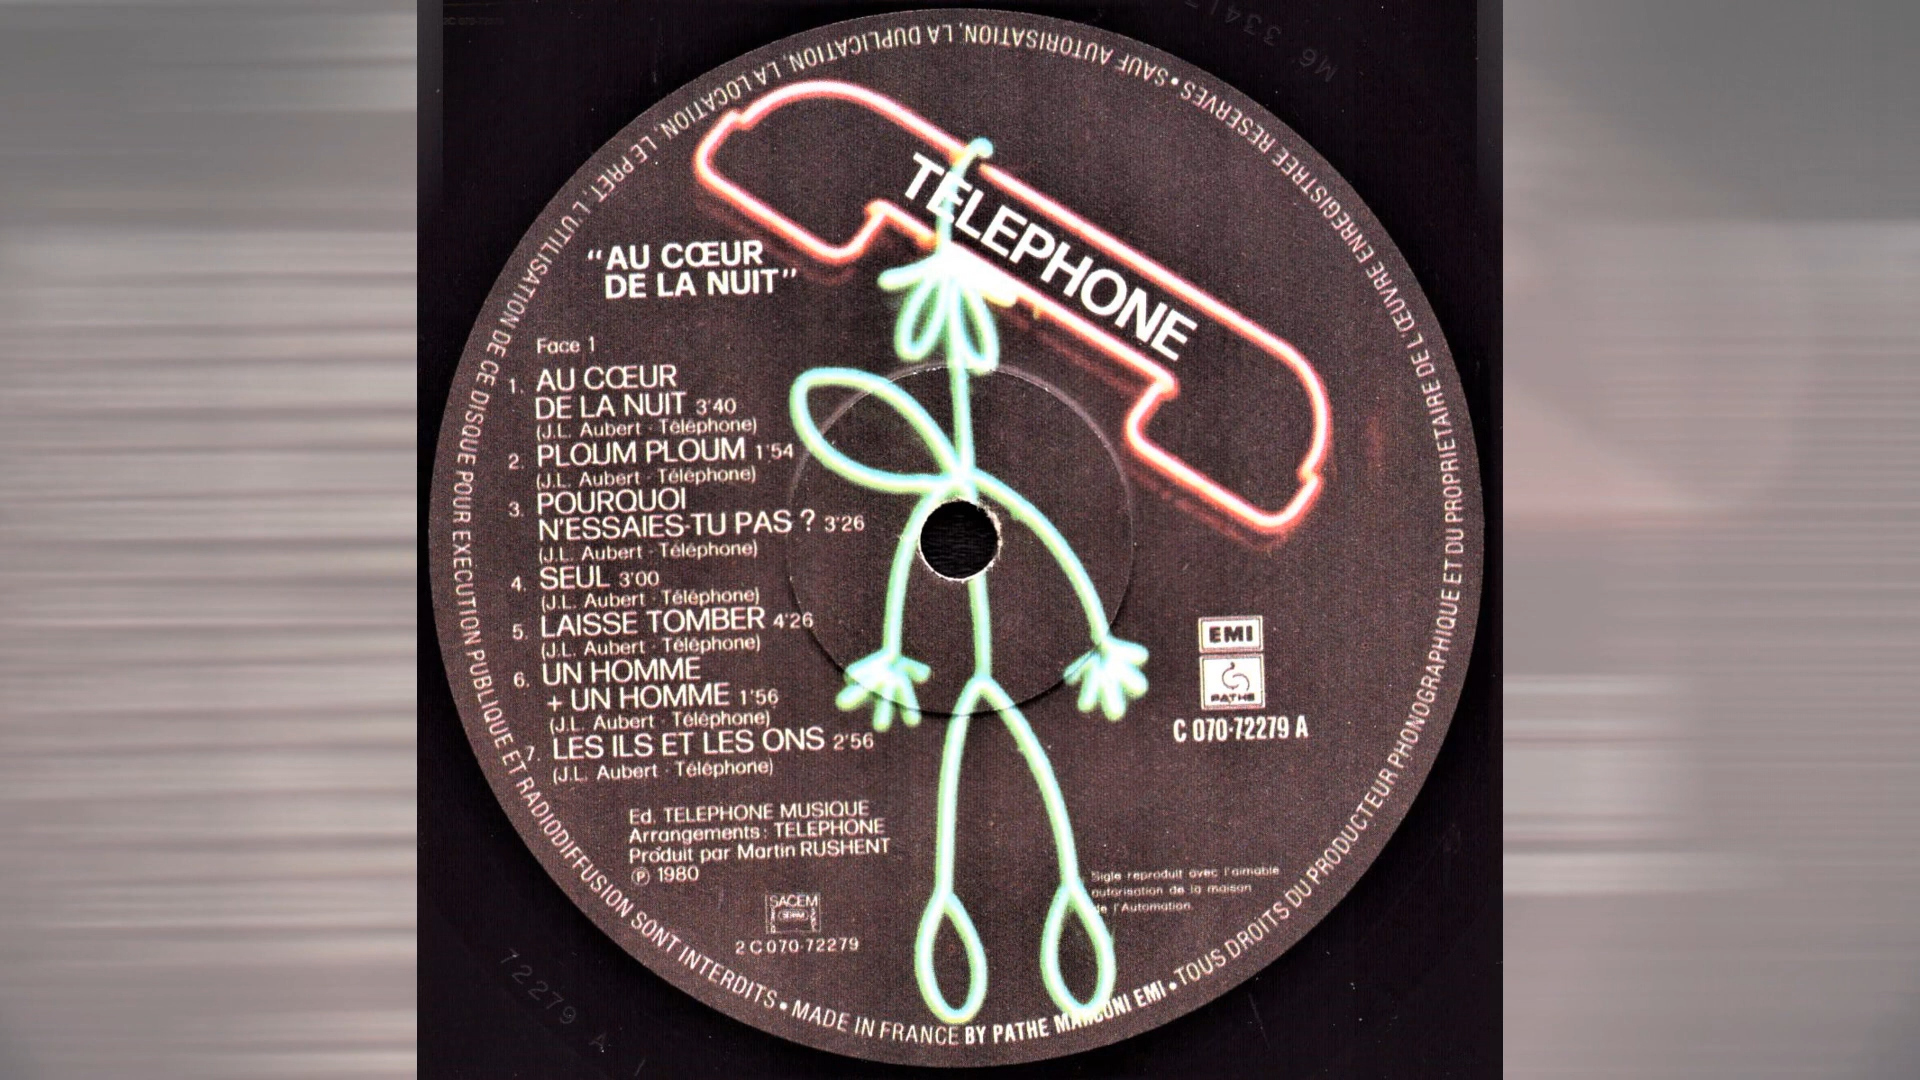 TELEPHONE
“AU CŒUR
DE LA NUIT”
Face 1
1. AU CŒUR
DE LA NUIT 3'40
(J.L. Aubert - Téléphone)
2. PLOUM PLOUM 1'54
(J.L. Aubert - Téléphone)
3. POURQUOI
N'ESSAIES-TU PAS ? 3'26
(J.L. Aubert - Téléphone)
4. SEUL 3'00
(J.L. Aubert - Téléphone)
5. LAISSE TOMBER 4'26
(J.L. Aubert - Téléphone)
6. UN HOMME
+ UN HOMME 1'56
(J.L. Aubert - Téléphone)
7. LES ILS ET LES ONS 2'56
(J.L. Aubert - Téléphone)
Ed. TELEPHONE MUSIQUE
Arrangements : TELEPHONE
Produit par Martin RUSHENT
℗ 1980
SACEM
2 C 070-72279
EMI
PATHE
C 070-72279 A
Sigle reproduit avec l'aimable
autorisation de la maison
de l'Automation.
MADE IN FRANCE BY PATHE MARCONI EMI • TOUS DROITS DU PRODUCTEUR PHONOGRAPHIQUE ET DU PROPRIETAIRE DE L'ŒUVRE ENREGISTREE RESERVES • SAUF AUTORISATION, LA DUPLICATION, LA LOCATION, LE PRET, L'UTILISATION DE CE DISQUE POUR EXECUTION PUBLIQUE ET RADIODIFFUSION SONT INTERDITS •
72279 A
M6 334